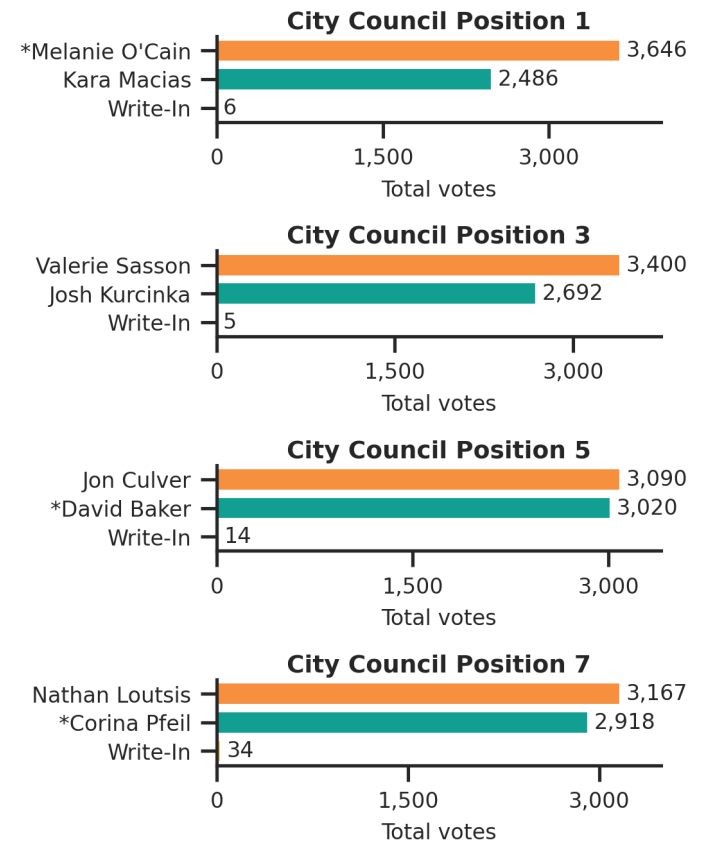 City Council Position 1
*Melanie O'Cain 3,646
Kara Macias 2,486
Write-In 6
0 1,500 3,000
Total votes
City Council Position 3
Valerie Sasson 3,400
Josh Kurcinka 2,692
Write-In 5
0 1,500 3,000
Total votes
City Council Position 5
Jon Culver 3,090
*David Baker 3,020
Write-In 14
0 1,500 3,000
Total votes
City Council Position 7
Nathan Loutsis 3,167
*Corina Pfeil 2,918
Write-In 34
0 1,500 3,000
Total votes